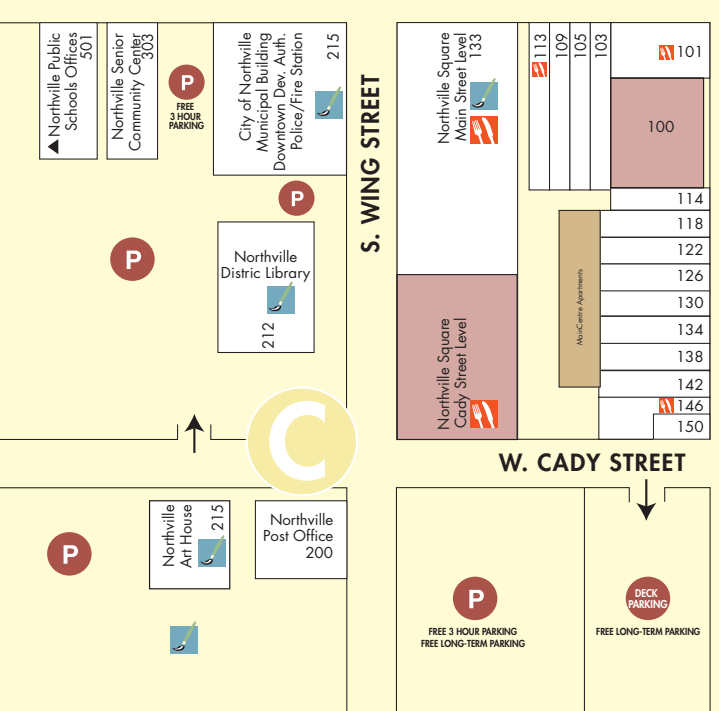 Northville Public
Schools Offices
501
Northville Senior
Community Center
303
P
FREE
3 HOUR
PARKING
City of Northville
Municipal Building
Downtown Dev. Auth.
Police/Fire Station
215
P
P
Northville
Distric Library
212
S. WING STREET
Northville Square
Main Street Level
133
113
109
105
103
101
100
114
118
122
126
130
134
138
142
146
150
MainCentre Apartments
Northville Square
Cady Street Level
C
W. CADY STREET
P
Northville
Art House
215
Northville
Post Office
200
P
FREE 3 HOUR PARKING
FREE LONG-TERM PARKING
DECK
PARKING
FREE LONG-TERM PARKING